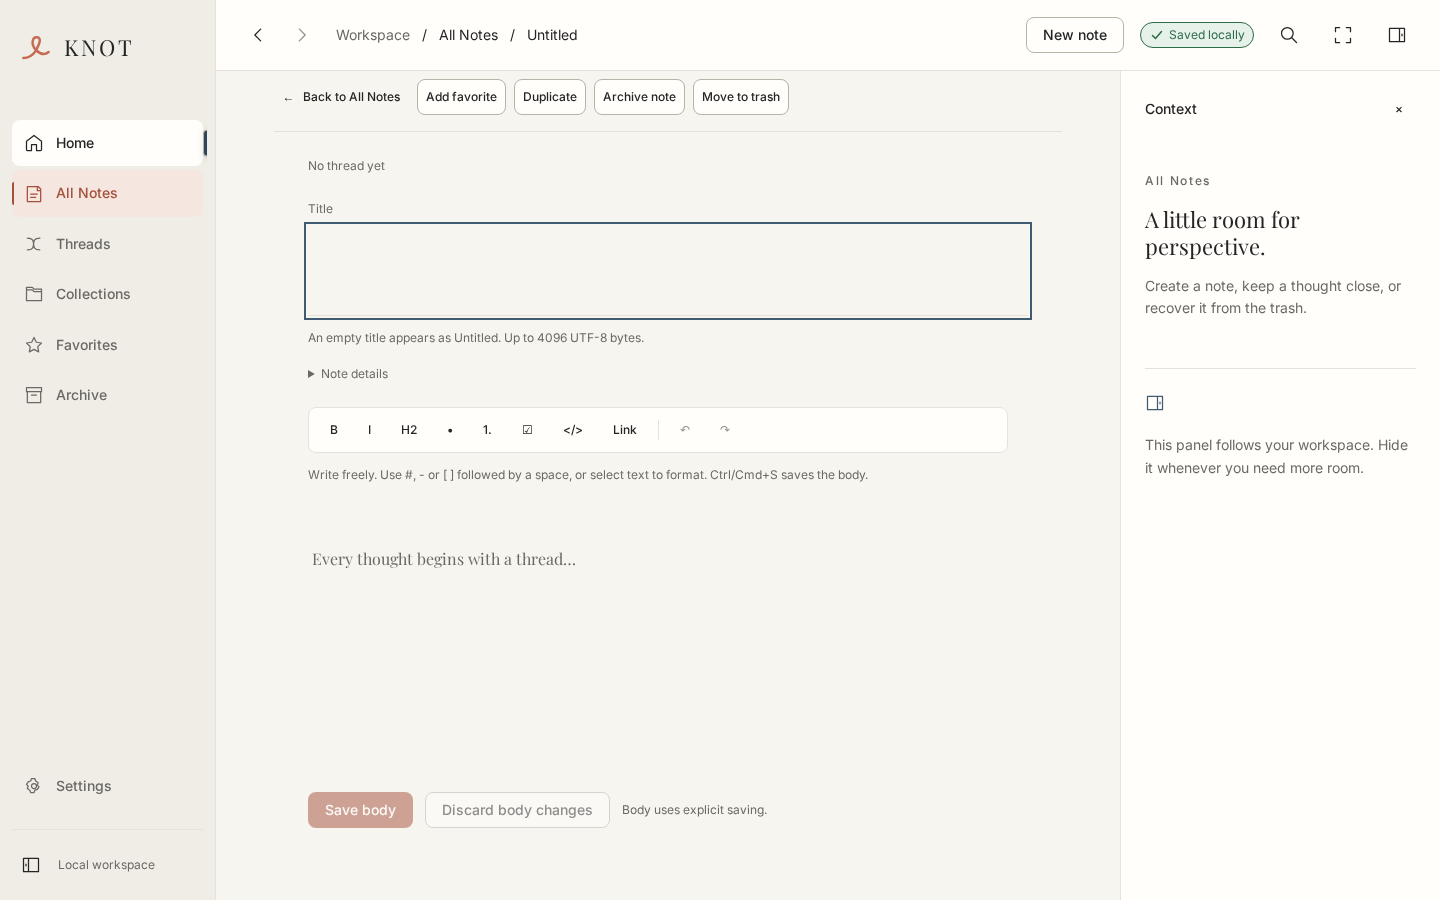 KNOT
Home
All Notes
Threads
Collections
Favorites
Archive
Settings
Local workspace
Workspace / All Notes / Untitled
New note
Saved locally
← Back to All Notes
Add favorite
Duplicate
Archive note
Move to trash
No thread yet
Title
An empty title appears as Untitled. Up to 4096 UTF-8 bytes.
Note details
B I H2 • 1. ☑ </> Link ↶ ↷
Write freely. Use #, - or [ ] followed by a space, or select text to format. Ctrl/Cmd+S saves the body.
Every thought begins with a thread…
Save body
Discard body changes
Body uses explicit saving.
Context
×
All Notes
A little room for
perspective.
Create a note, keep a thought close, or
recover it from the trash.
This panel follows your workspace. Hide
it whenever you need more room.